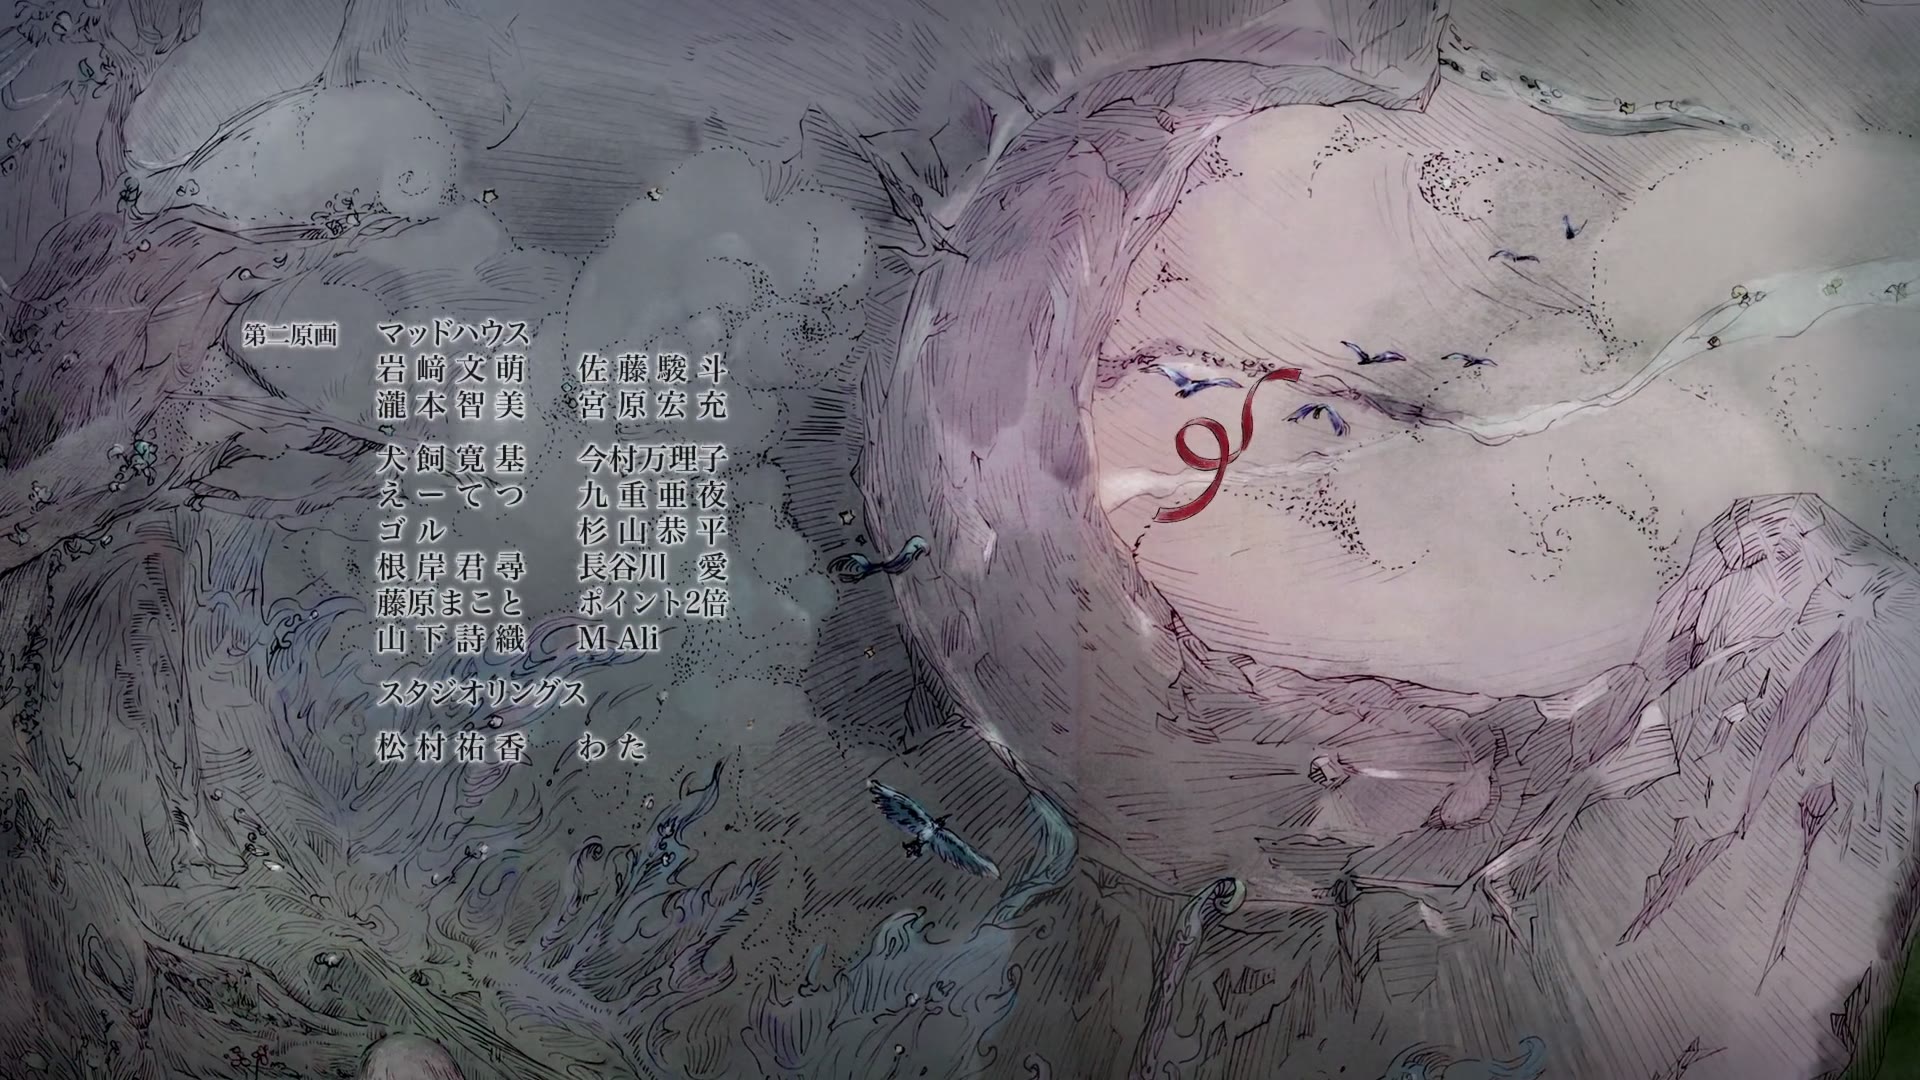 第二原画 マッドハウス
岩﨑文萌 佐藤駿斗
瀧本智美 宮原宏充
犬飼寛基 今村万理子
えーてつ 九重亜夜
ゴル 杉山恭平
根岸君尋 長谷川 愛
藤原まこと ポイント2倍
山下詩織 M Ali
スタジオリングス
松村祐香 わた